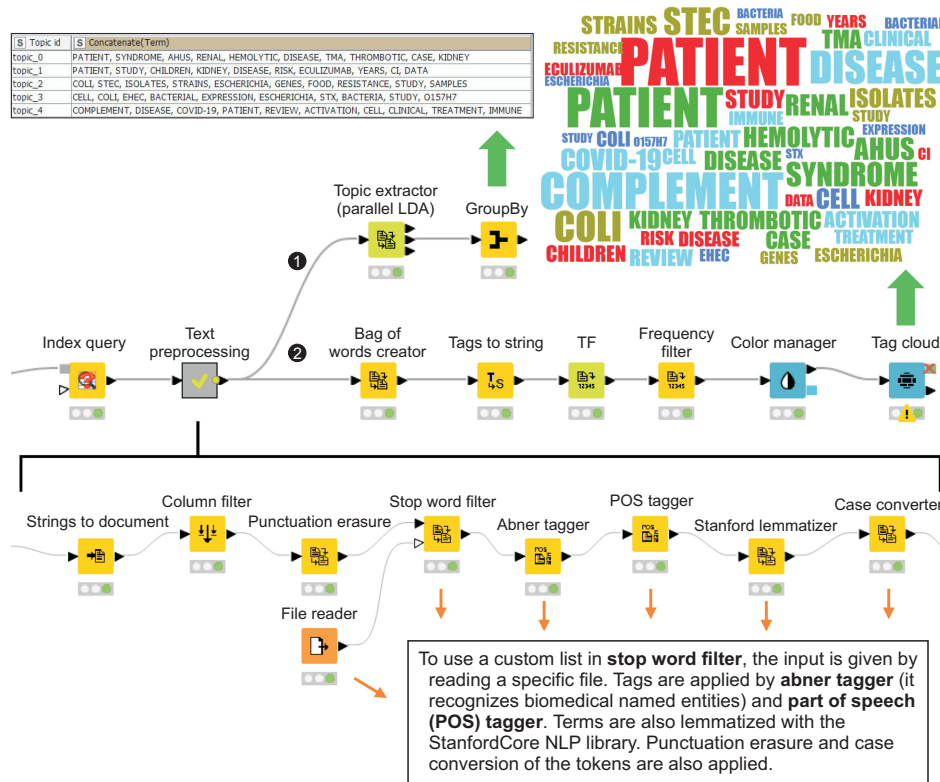 S Topic id S Concatenate(Term)
topic_0 PATIENT, SYNDROME, AHUS, RENAL, HEMOLYTIC, DISEASE, TMA, THROMBOTIC, CASE, KIDNEY
topic_1 PATIENT, STUDY, CHILDREN, KIDNEY, DISEASE, RISK, ECULIZUMAB, YEARS, CI, DATA
topic_2 COLI, STEC, ISOLATES, STRAINS, ESCHERICHIA, GENES, FOOD, RESISTANCE, STUDY, SAMPLES
topic_3 CELL, COLI, EHEC, BACTERIAL, EXPRESSION, ESCHERICHIA, STX, BACTERIA, STUDY, O157H7
topic_4 COMPLEMENT, DISEASE, COVID-19, PATIENT, REVIEW, ACTIVATION, CELL, CLINICAL, TREATMENT, IMMUNE
STRAINS STEC BACTERIA SAMPLES FOOD YEARS BACTERIAL
RESISTANCE PATIENT TMA CLINICAL
ECULIZUMAB DISEASE
ESCHERICHIA
PATIENT STUDY RENAL ISOLATES
IMMUNE STUDY
STUDY COLI O157H7 PATIENT HEMOLYTIC EXPRESSION
COVID-19 CELL DISEASE STX AHUS CI
COMPLEMENT SYNDROME
DATA CELL KIDNEY
COLI KIDNEY THROMBOTIC ACTIVATION
RISK DISEASE CASE TREATMENT
CHILDREN REVIEW EHEC GENES ESCHERICHIA
Topic extractor
(parallel LDA)
GroupBy
1
2
Index query
Text
preprocessing
Bag of
words creator
Tags to string
TF
Frequency
filter
Color manager
Tag cloud
T S
12345
12345
Strings to document
Column filter
Punctuation erasure
Stop word filter
Abner tagger
POS tagger
Stanford lemmatizer
Case converter
POS
POS
File reader
To use a custom list in stop word filter, the input is given by
reading a specific file. Tags are applied by abner tagger (it
recognizes biomedical named entities) and part of speech
(POS) tagger. Terms are also lemmatized with the
StanfordCore NLP library. Punctuation erasure and case
conversion of the tokens are also applied.